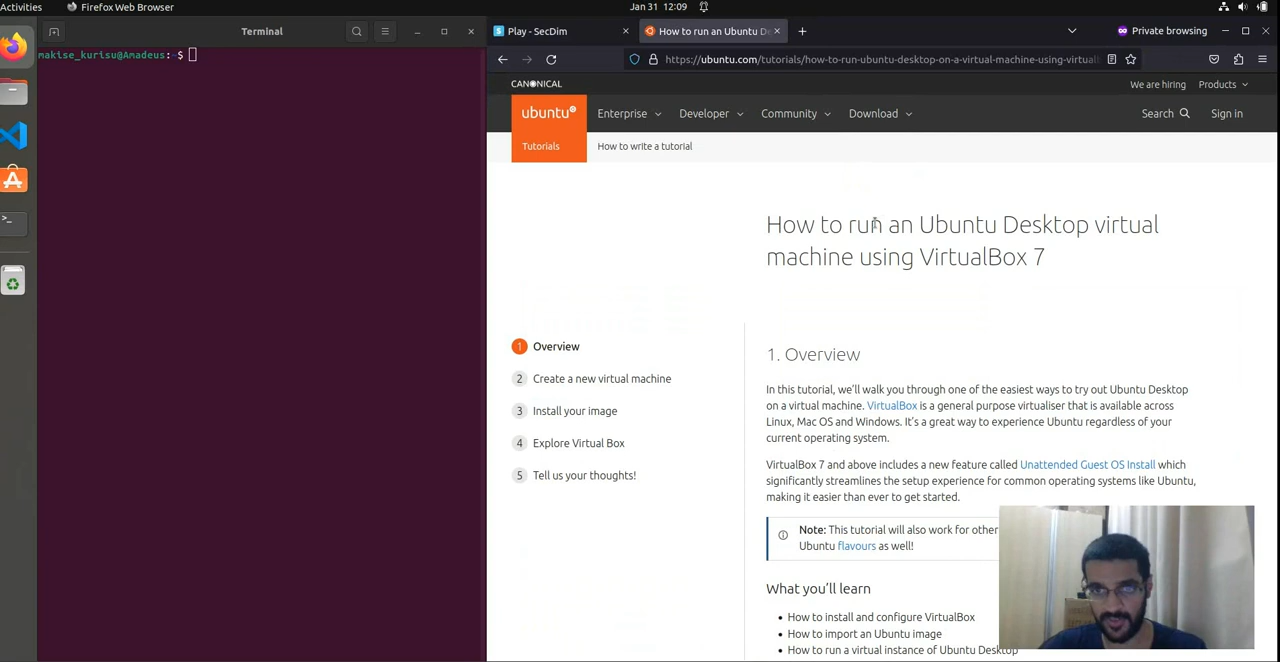 Activities
Firefox Web Browser
Jan 31 12:09
Terminal
makise_kurisu@Amadeus: $
Play - SecDim
How to run an Ubuntu D
Private browsing
https://ubuntu.com/tutorials/how-to-run-ubuntu-desktop-on-a-virtual-machine-using-virtual
CANONICAL
We are hiring
Products
ubuntu
Enterprise
Developer
Community
Download
Search
Sign in
Tutorials
How to write a tutorial
How to run an Ubuntu Desktop virtual
machine using VirtualBox 7
1 Overview
2 Create a new virtual machine
3 Install your image
4 Explore Virtual Box
5 Tell us your thoughts!
1. Overview
In this tutorial, we'll walk you through one of the easiest ways to try out Ubuntu Desktop
on a virtual machine. VirtualBox is a general purpose virtualiser that is available across
Linux, Mac OS and Windows. It's a great way to experience Ubuntu regardless of your
current operating system.
VirtualBox 7 and above includes a new feature called Unattended Guest OS Install which
significantly streamlines the setup experience for common operating systems like Ubuntu,
making it easier than ever to get started.
Note: This tutorial will also work for other
Ubuntu flavours as well!
What you'll learn
• How to install and configure VirtualBox
• How to import an Ubuntu image
• How to run a virtual instance of Ubuntu Desktop